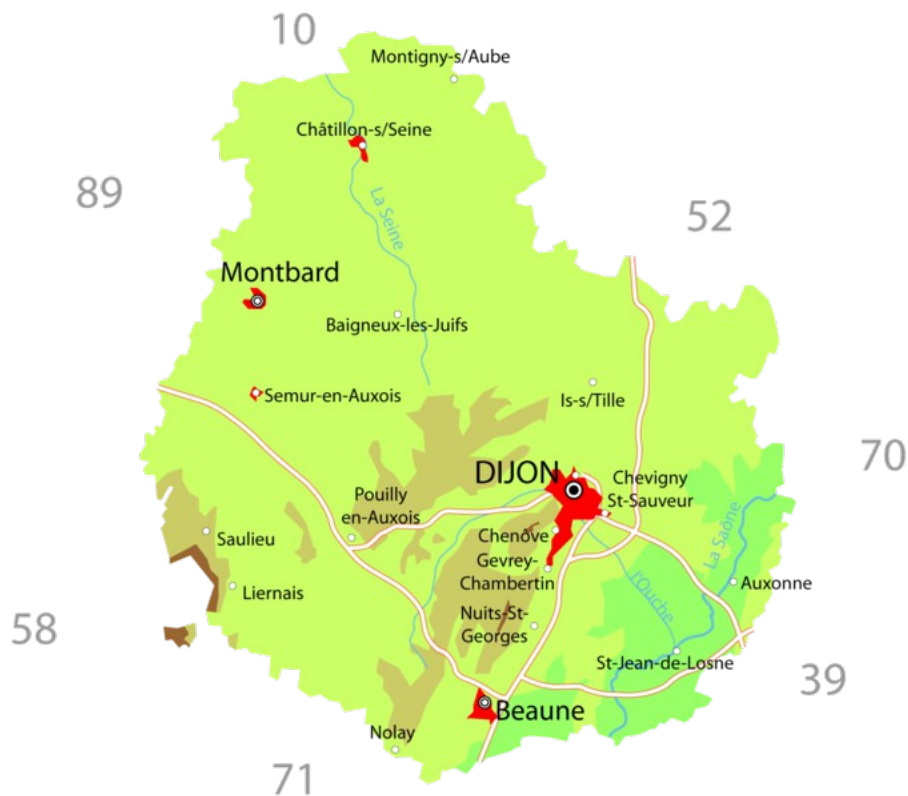 10
Montigny-s/Aube
Châtillon-s/Seine
89
52
La Seine
Montbard
Baigneux-les-Juifs
Semur-en-Auxois
Is-s/Tille
70
DIJON
Chevigny
St-Sauveur
Pouilly
en-Auxois
La Saône
Saulieu
Chenôve
Gevrey-
Chambertin
Auxonne
Liernais
l'Ouche
58
Nuits-St-
Georges
St-Jean-de-Losne
39
Beaune
Nolay
71